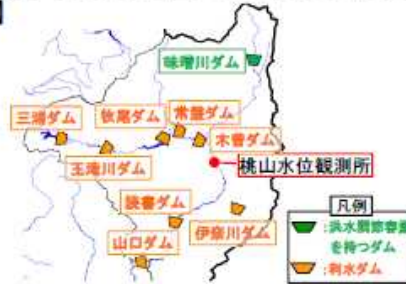 味噌川ダム
三浦ダム
牧尾ダム
常盤ダム
木曽ダム
王滝川ダム
桃山水位観測所
読書ダム
伊奈川ダム
山口ダム
凡例
:洪水調節容量
を持つダム
:利水ダム